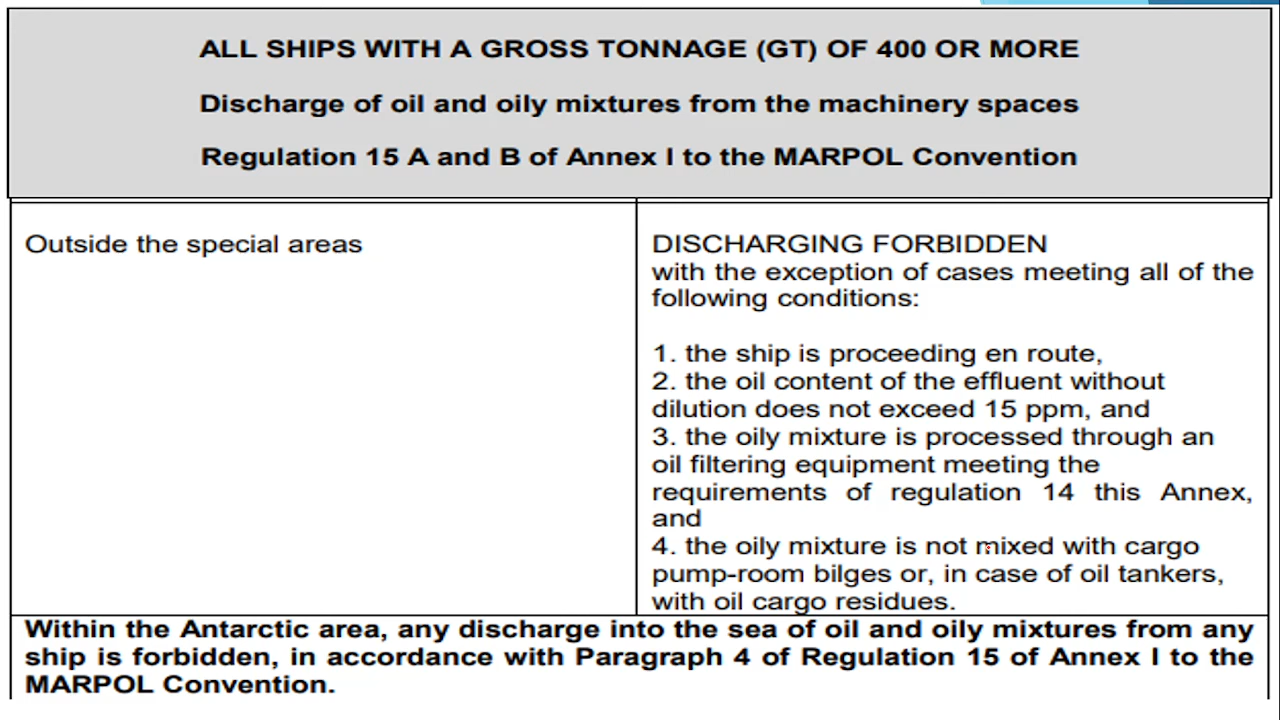 ALL SHIPS WITH A GROSS TONNAGE (GT) OF 400 OR MORE
Discharge of oil and oily mixtures from the machinery spaces
Regulation 15 A and B of Annex I to the MARPOL Convention
Outside the special areas
DISCHARGING FORBIDDEN
with the exception of cases meeting all of the
following conditions:
1. the ship is proceeding en route,
2. the oil content of the effluent without
dilution does not exceed 15 ppm, and
3. the oily mixture is processed through an
oil filtering equipment meeting the
requirements of regulation 14 this Annex,
and
4. the oily mixture is not mixed with cargo
pump-room bilges or, in case of oil tankers,
with oil cargo residues.
Within the Antarctic area, any discharge into the sea of oil and oily mixtures from any
ship is forbidden, in accordance with Paragraph 4 of Regulation 15 of Annex I to the
MARPOL Convention.